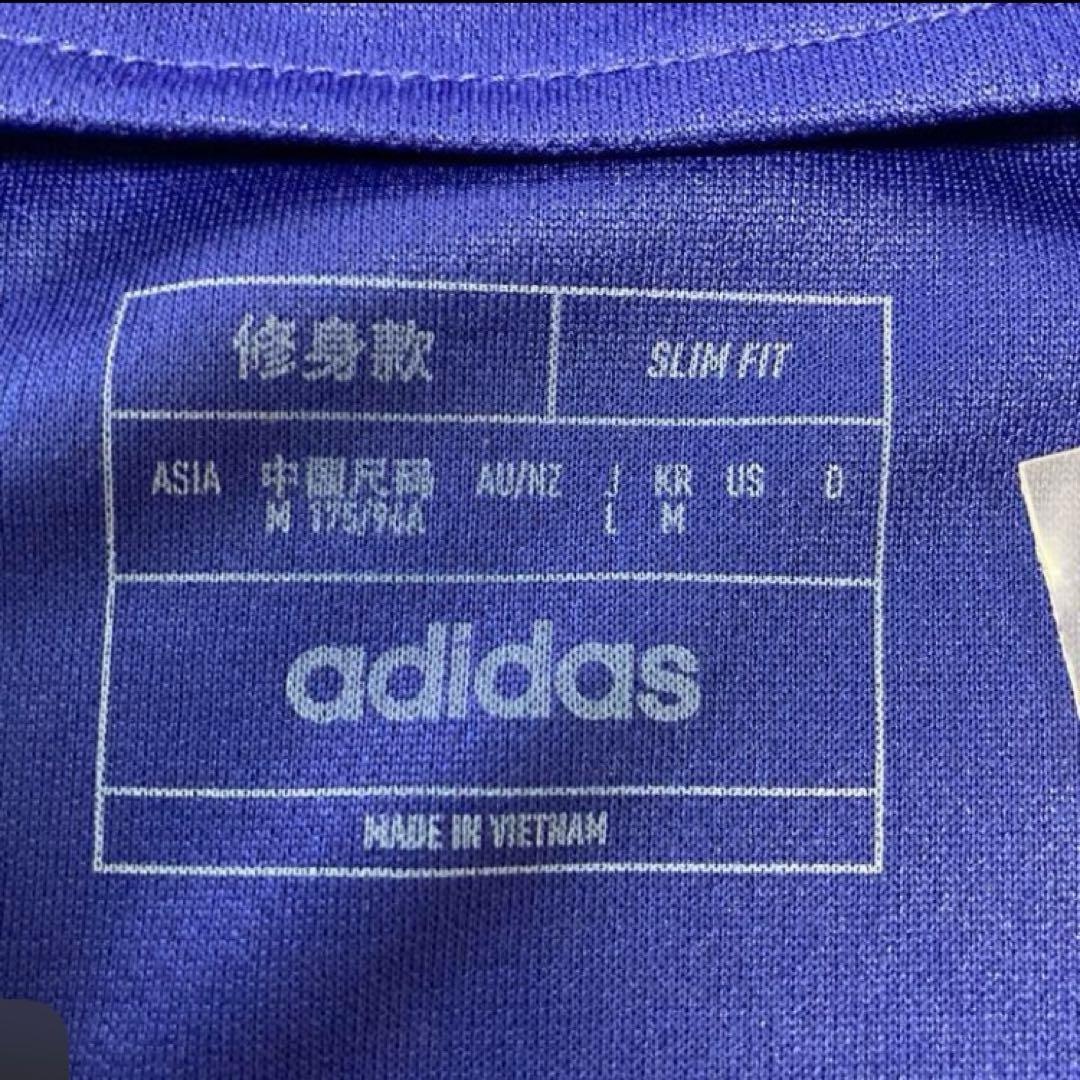 修身款 SLIM FIT
ASIA 中國尺碼 AU/NZ J KR US D
M 175/96A L M
adidas
MADE IN VIETNAM